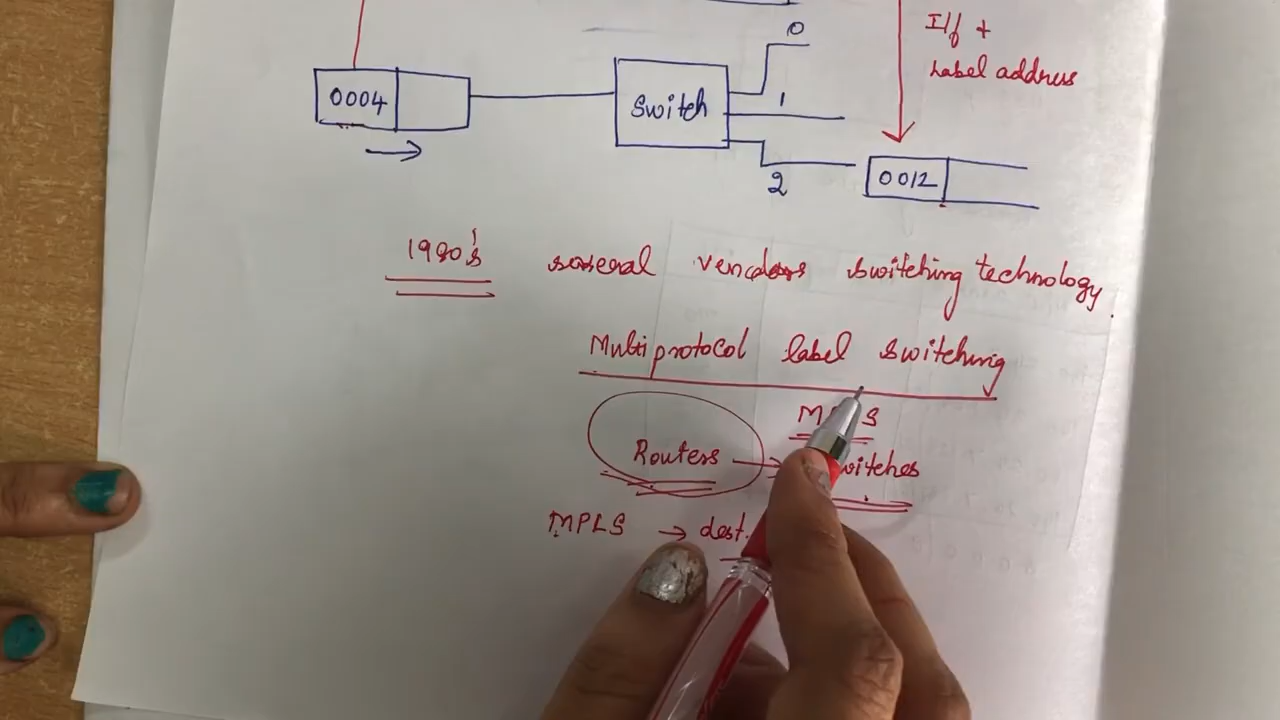 0
I/f +
Label address
0004
Switch
1
2
0012
1980's several vendors switching technology.
Multiprotocol label switching
Routers →
MPLS → dest.